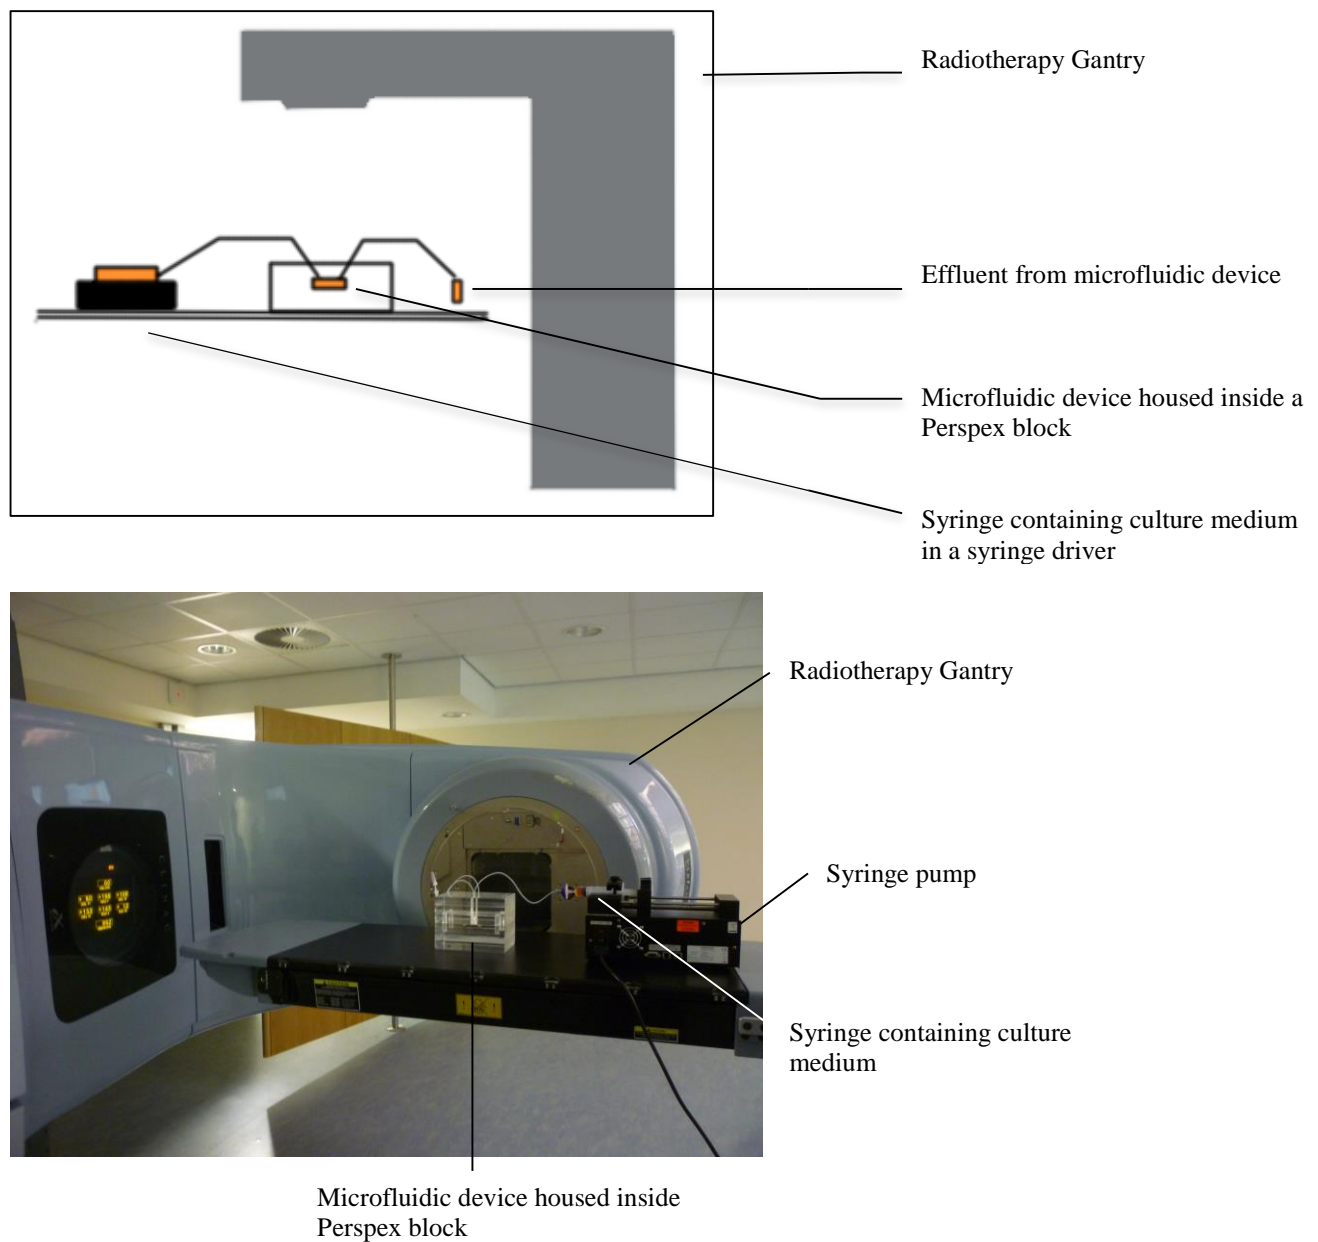 Radiotherapy Gantry
Effluent from microfluidic device
Microfluidic device housed inside a
Perspex block
Syringe containing culture medium
in a syringe driver
Radiotherapy Gantry
Syringe pump
Syringe containing culture
medium
Microfluidic device housed inside
Perspex block